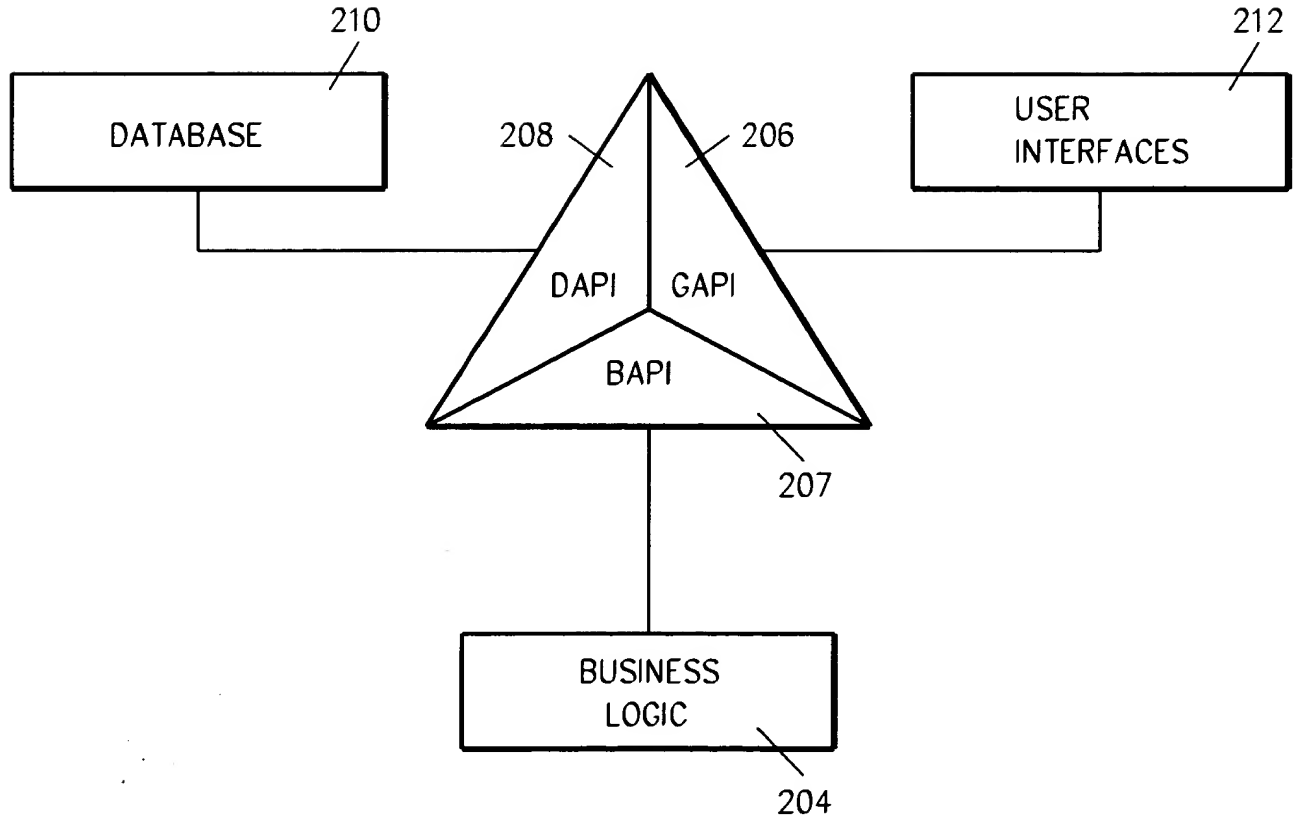 210
212
DATABASE
208
206
USER
INTERFACES
DAPI
GAPI
BAPI
207
BUSINESS
LOGIC
204